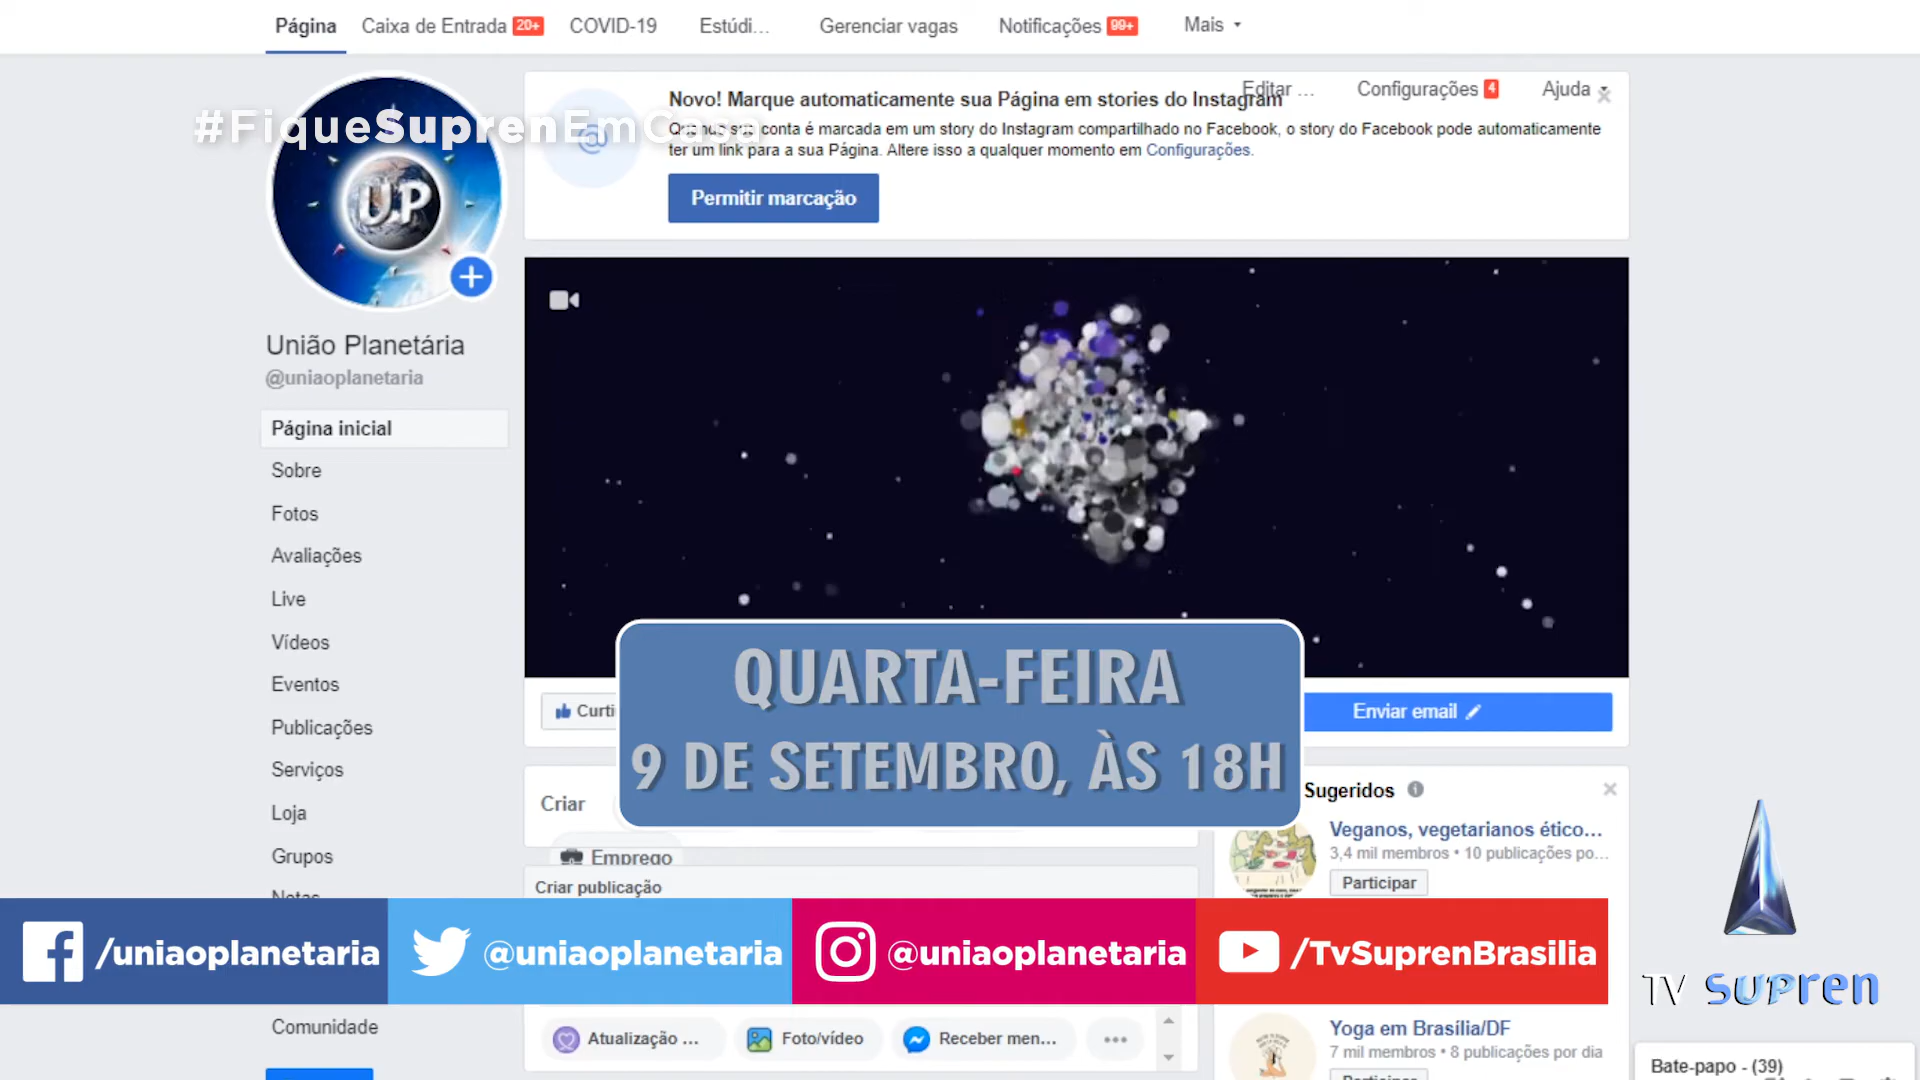 Página
Caixa de Entrada 20+
COVID-19
Estúdi...
Gerenciar vagas
Notificações 99+
Mais
Editar ...
Configurações 4
Ajuda
#FiqueSuprenEmCasa
Novo! Marque automaticamente sua Página em stories do Instagram
Quando sua conta é marcada em um story do Instagram compartilhado no Facebook, o story do Facebook pode automaticamente
ter um link para a sua Página. Altere isso a qualquer momento em Configurações.
Permitir marcação
U.P
União Planetária
@uniaoplanetaria
Página inicial
Sobre
Fotos
Avaliações
Live
Vídeos
Eventos
Publicações
Serviços
Loja
Grupos
Notas
Comunidade
QUARTA-FEIRA
9 DE SETEMBRO, ÀS 18H
Curti
Enviar email
Criar
Emprego
Criar publicação
Sugeridos
Veganos, vegetarianos ético...
3,4 mil membros • 10 publicações po...
Participar
/uniaoplanetaria
@uniaoplanetaria
@uniaoplanetaria
/TvSuprenBrasilia
TV SUPren
Atualização ...
Foto/vídeo
Receber men...
Yoga em Brasília/DF
7 mil membros • 8 publicações por dia
Participar
Bate-papo - (39)